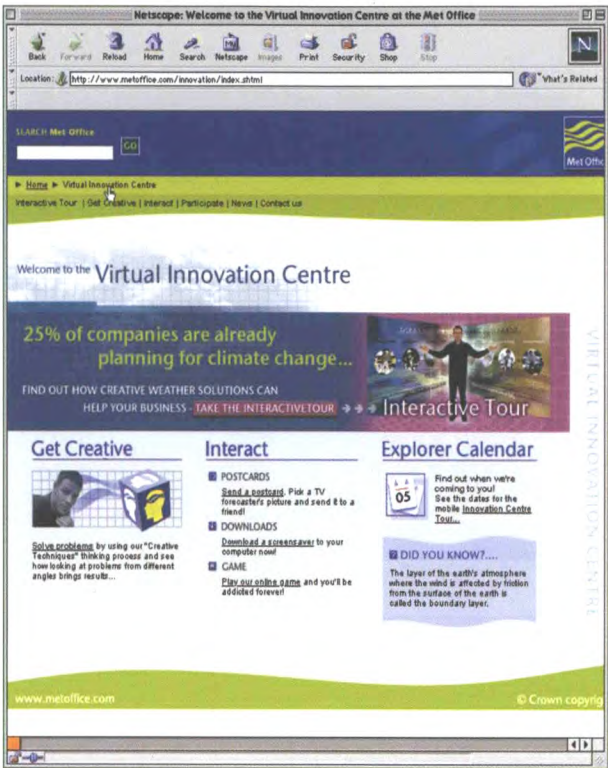 Netscape: Welcome to the Virtual Innovation Centre at the Met Office
Back Forward Reload Home Search Netscape Images Print Security Shop Stop
N
Location: http://www.metoffice.com/innovation/index.shtml What's Related
SEARCH Met Office
GO
Met Offic
Home Virtual Innovation Centre
Interactive Tour | Get Creative | Interact | Participate | News | Contact us
Welcome to the Virtual Innovation Centre
25% of companies are already
planning for climate change...
FIND OUT HOW CREATIVE WEATHER SOLUTIONS CAN
HELP YOUR BUSINESS - TAKE THE INTERACTIVE TOUR
Interactive Tour
VIRTUAL INNOVATION CENTRE
Get Creative
Solve problems by using our "Creative
Techniques" thinking process and see
how looking at problems from different
angles brings results...
Interact
POSTCARDS
Send a postcard. Pick a TV
forecaster's picture and send it to a
friend!
DOWNLOADS
Download a screensaver to your
computer now!
GAME
Play our online game and you'll be
addicted forever!
Explorer Calendar
05
Find out when we're
coming to you!
See the dates for the
mobile Innovation Centre
Tour...
DID YOU KNOW?....
The layer of the earth's atmosphere
where the wind is affected by friction
from the surface of the earth is
called the boundary layer.
www.metoffice.com
© Crown copyrig